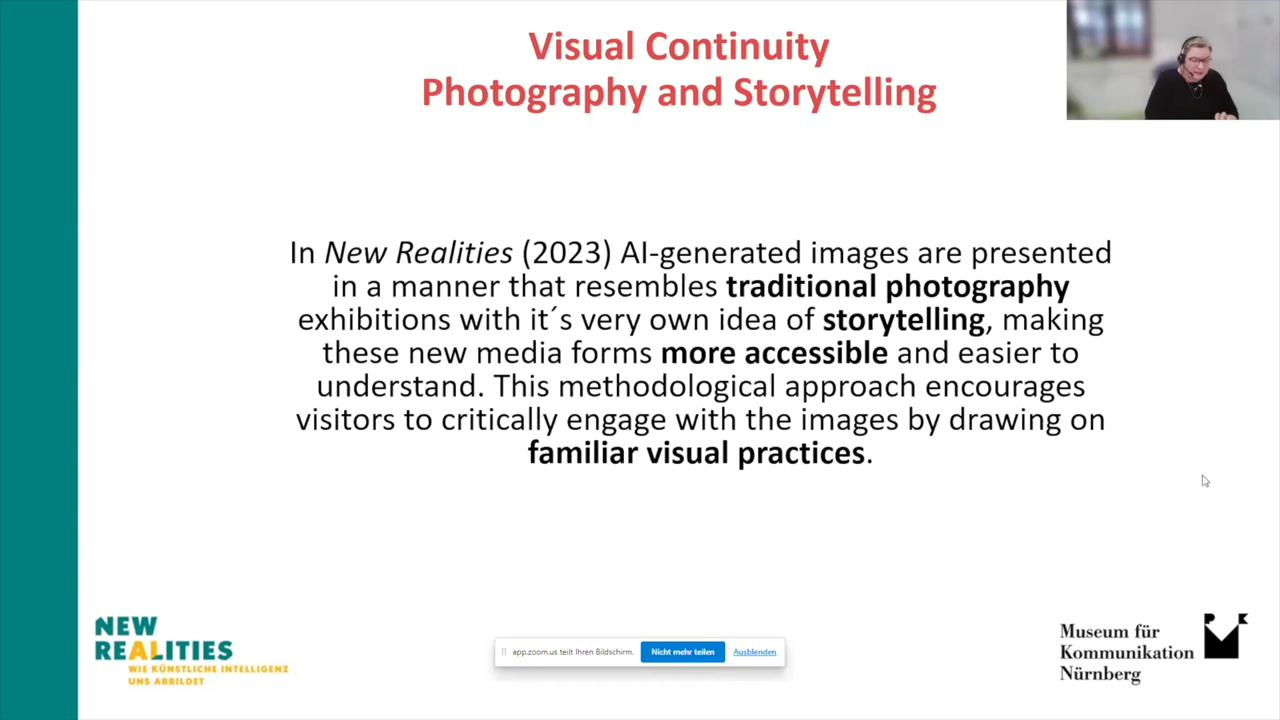 Visual Continuity
Photography and Storytelling
In New Realities (2023) AI-generated images are presented
in a manner that resembles traditional photography
exhibitions with it´s very own idea of storytelling, making
these new media forms more accessible and easier to
understand. This methodological approach encourages
visitors to critically engage with the images by drawing on
familiar visual practices.
NEW
REALITIES
WIE KÜNSTLICHE INTELLIGENZ
UNS ABBILDET
app.zoom.us teilt Ihren Bildschirm.
Nicht mehr teilen
Ausblenden
Museum für
Kommunikation
Nürnberg